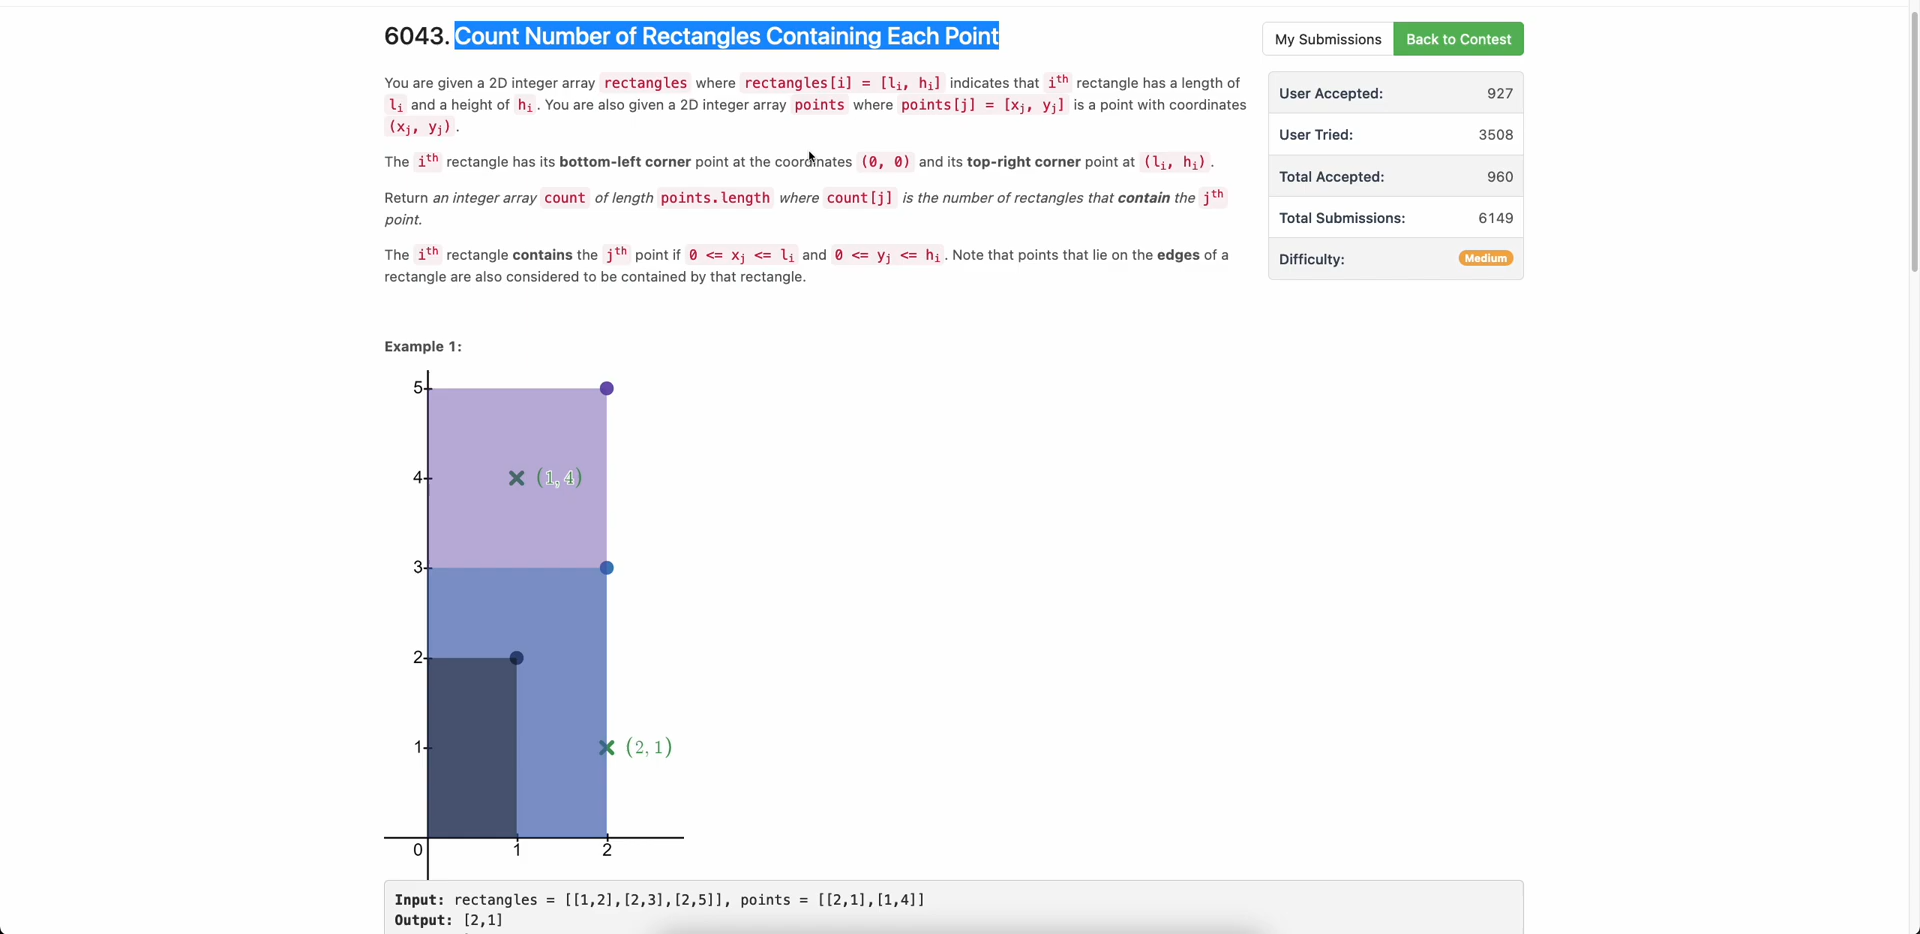 6043. Count Number of Rectangles Containing Each Point
My Submissions
Back to Contest
You are given a 2D integer array rectangles where rectangles[i] = [lᵢ, hᵢ] indicates that iᵗʰ rectangle has a length of
lᵢ and a height of hᵢ. You are also given a 2D integer array points where points[j] = [xⱼ, yⱼ] is a point with coordinates
(xⱼ, yⱼ).
The iᵗʰ rectangle has its bottom-left corner point at the coordinates (0, 0) and its top-right corner point at (lᵢ, hᵢ).
Return an integer array count of length points.length where count[j] is the number of rectangles that contain the jᵗʰ
point.
The iᵗʰ rectangle contains the jᵗʰ point if 0 <= xⱼ <= lᵢ and 0 <= yⱼ <= hᵢ. Note that points that lie on the edges of a
rectangle are also considered to be contained by that rectangle.
User Accepted: 927
User Tried: 3508
Total Accepted: 960
Total Submissions: 6149
Difficulty: Medium
Example 1:
5
4
(1, 4)
3
2
1
(2, 1)
0 1 2
Input: rectangles = [[1,2],[2,3],[2,5]], points = [[2,1],[1,4]]
Output: [2,1]